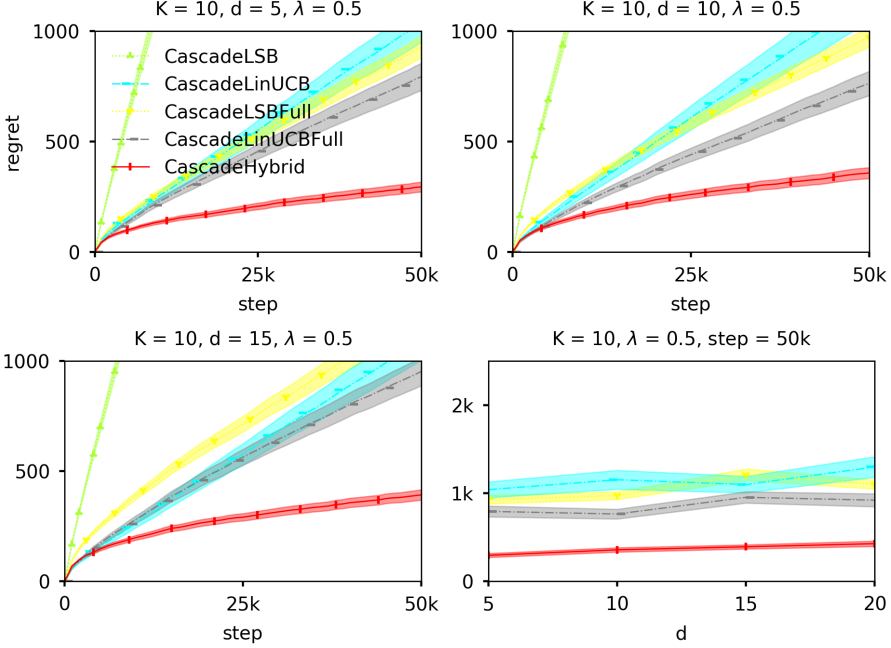 K = 10, d = 5, λ = 0.5
1000
500
0
regret
CascadeLSB
CascadeLinUCB
CascadeLSBFull
CascadeLinUCBFull
CascadeHybrid
0 25k 50k
step
K = 10, d = 10, λ = 0.5
1000
500
0
0 25k 50k
step
K = 10, d = 15, λ = 0.5
1000
500
0
0 25k 50k
step
K = 10, λ = 0.5, step = 50k
2k
1k
0
5 10 15 20
d